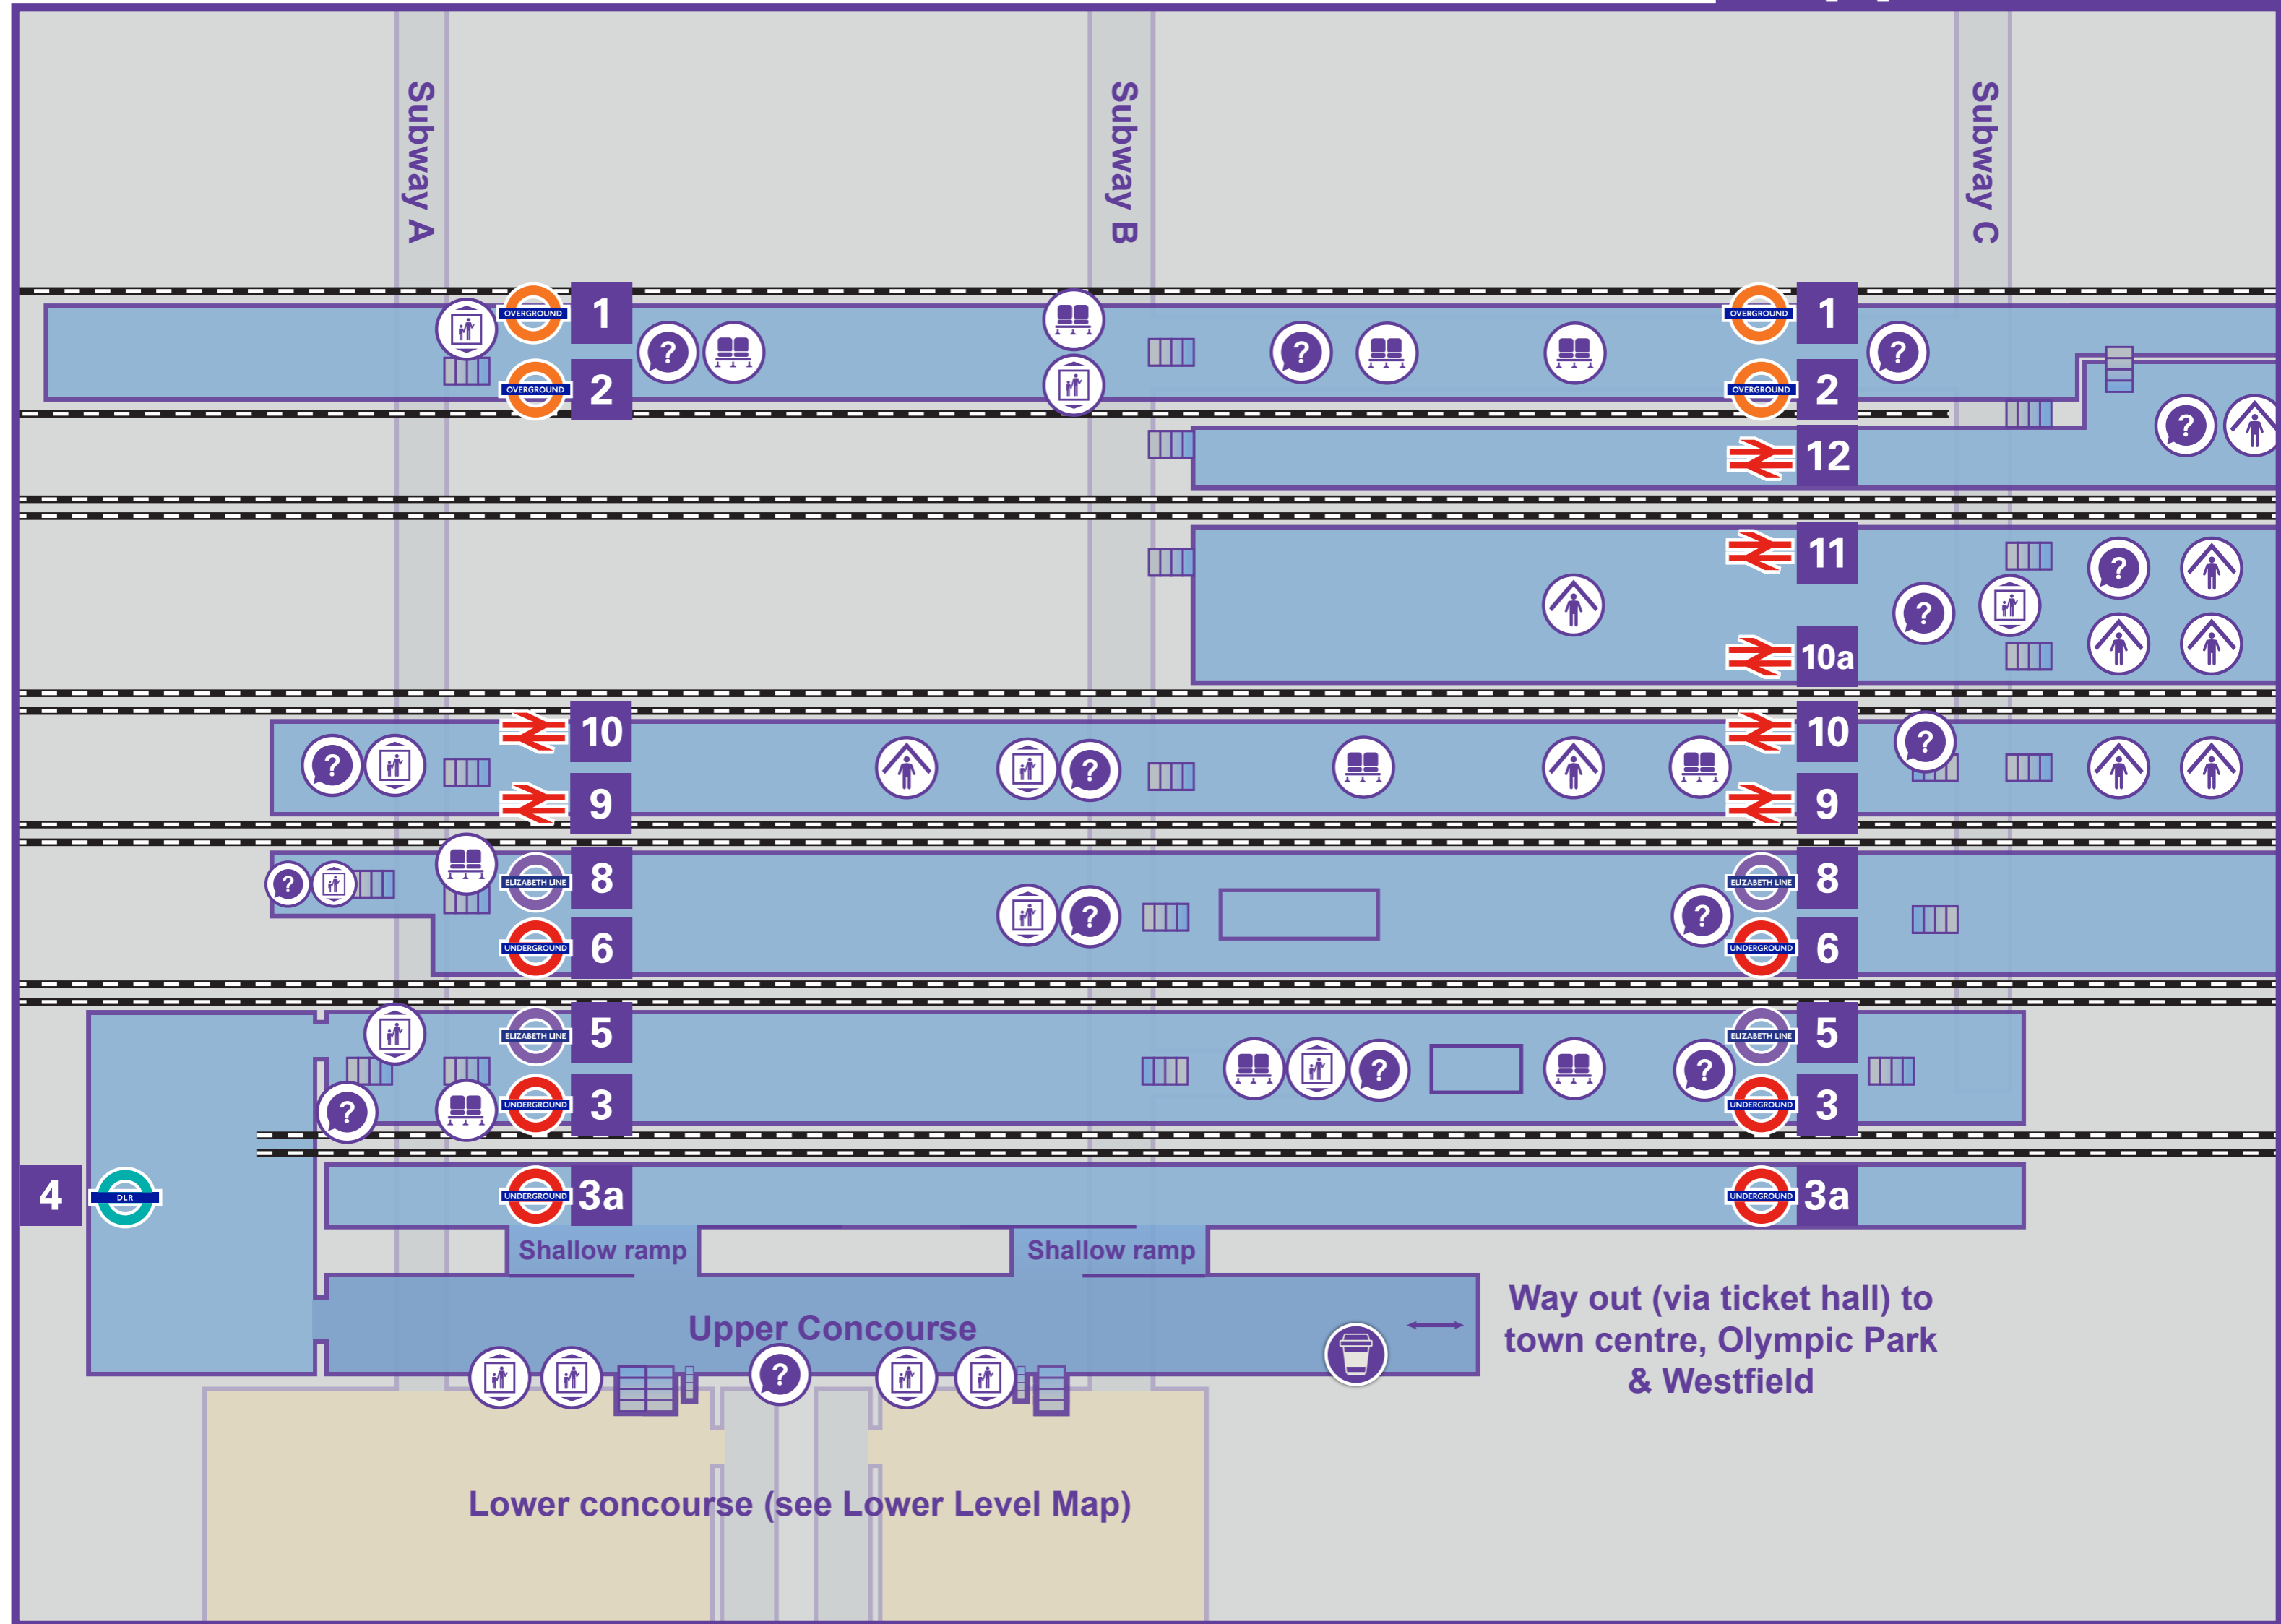 Subway A
Subway B
Subway C
OVERGROUND 1
OVERGROUND 1
? ? ?
OVERGROUND 2
OVERGROUND 2
?
12
11
?
?
10a
10
10
?
? ?
9
9
ELIZABETH LINE 8
ELIZABETH LINE 8
?
? ?
UNDERGROUND 6
UNDERGROUND 6
ELIZABETH LINE 5
ELIZABETH LINE 5
? ?
?
UNDERGROUND 3
UNDERGROUND 3
4 DLR
UNDERGROUND 3a
UNDERGROUND 3a
Shallow ramp
Shallow ramp
Upper Concourse
?
Way out (via ticket hall) to
town centre, Olympic Park
& Westfield
Lower concourse (see Lower Level Map)